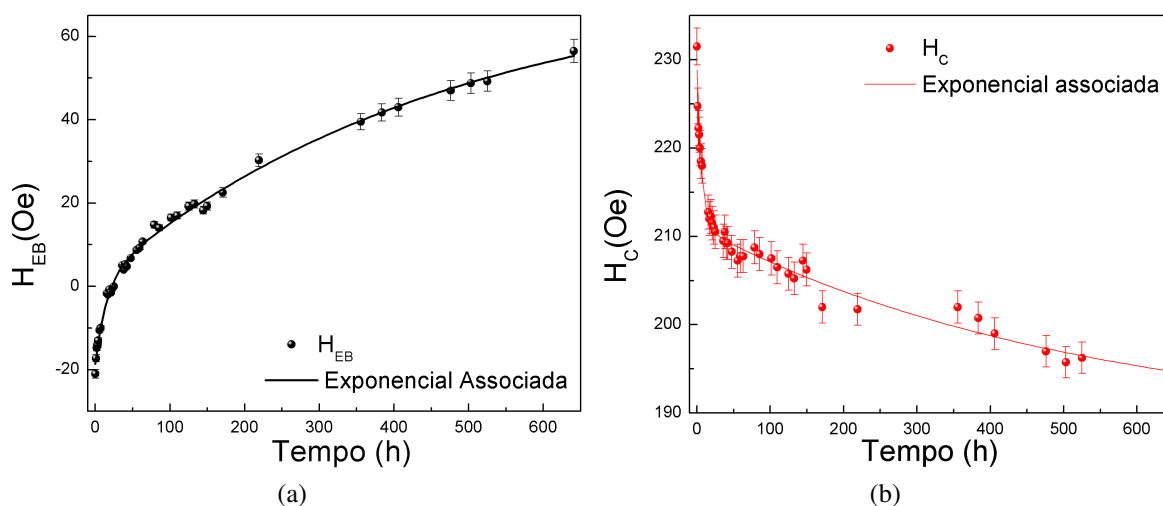 60
40
20
0
-20
H_EB(Oe)
H_EB
Exponencial Associada
0 100 200 300 400 500 600
Tempo (h)
(a)
230
220
210
200
190
H_C(Oe)
H_C
Exponencial associada
0 100 200 300 400 500 600
Tempo (h)
(b)